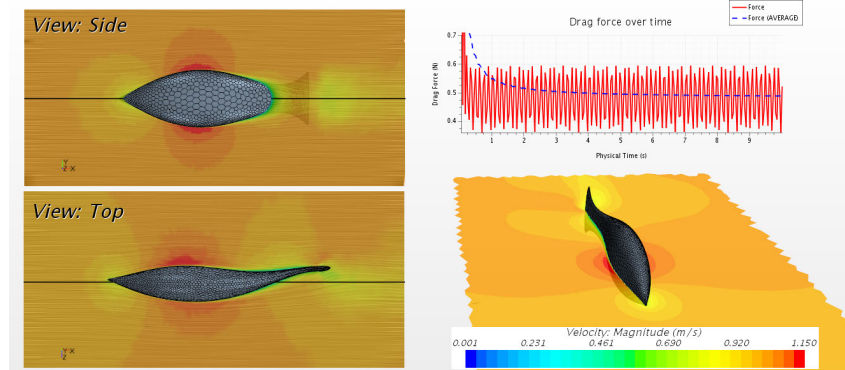 View: Side
Y
Z X
View: Top
Y X
Z
Drag force over time
Force
Force (AVERAGE)
Drag Force (N)
0.7
0.6
0.5
0.4
1 2 3 4 5 6 7 8 9
Physical Time (s)
Velocity: Magnitude (m/s)
0.001 0.231 0.461 0.690 0.920 1.150